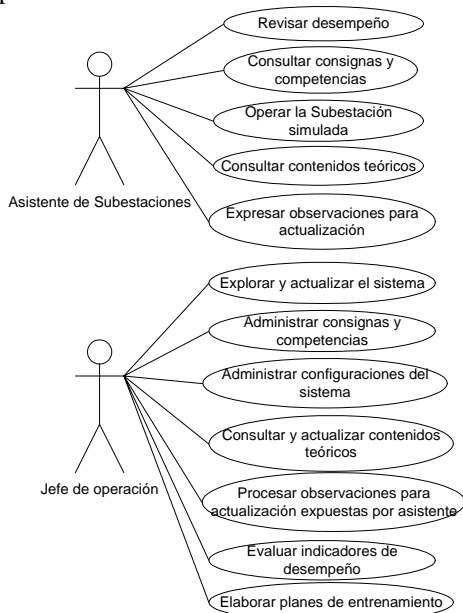 Revisar desempeño
Consultar consignas y
competencias
Operar la Subestación
simulada
Consultar contenidos teóricos
Asistente de Subestaciones
Expresar observaciones para
actualización
Explorar y actualizar el sistema
Administrar consignas y
competencias
Administrar configuraciones del
sistema
Consultar y actualizar contenidos
teóricos
Jefe de operación
Procesar observaciones para
actualización expuestas por asistente
Evaluar indicadores de
desempeño
Elaborar planes de entrenamiento